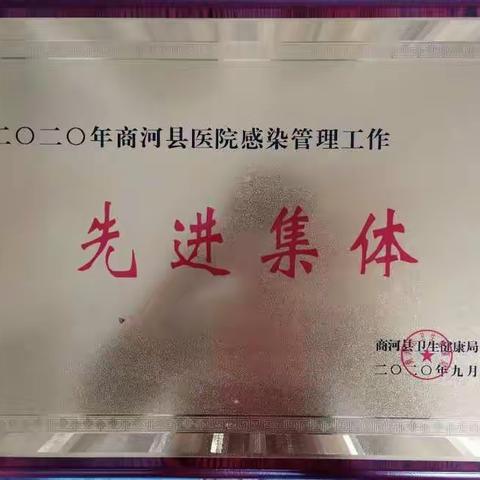 二〇二〇年商河县医院感染管理工作
先进集体
商河县卫生健康局
二〇二〇年九月